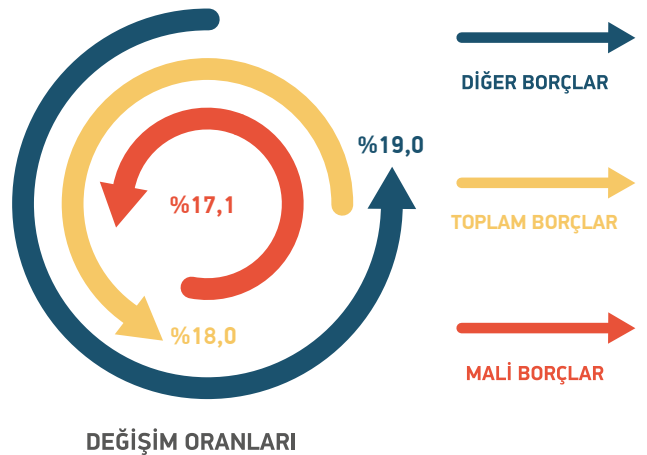 DİĞER BORÇLAR
%19,0
%17,1
TOPLAM BORÇLAR
%18,0
MALİ BORÇLAR
DEĞİŞİM ORANLARI